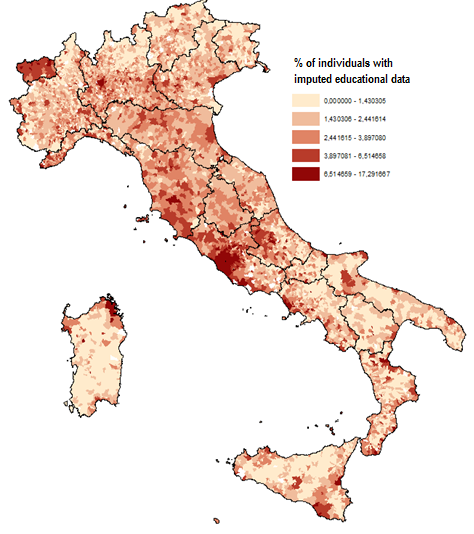 % of individuals with
imputed educational data
0,000000 - 1,430305
1,430306 - 2,441614
2,441615 - 3,897080
3,897081 - 6,514658
6,514659 - 17,291667